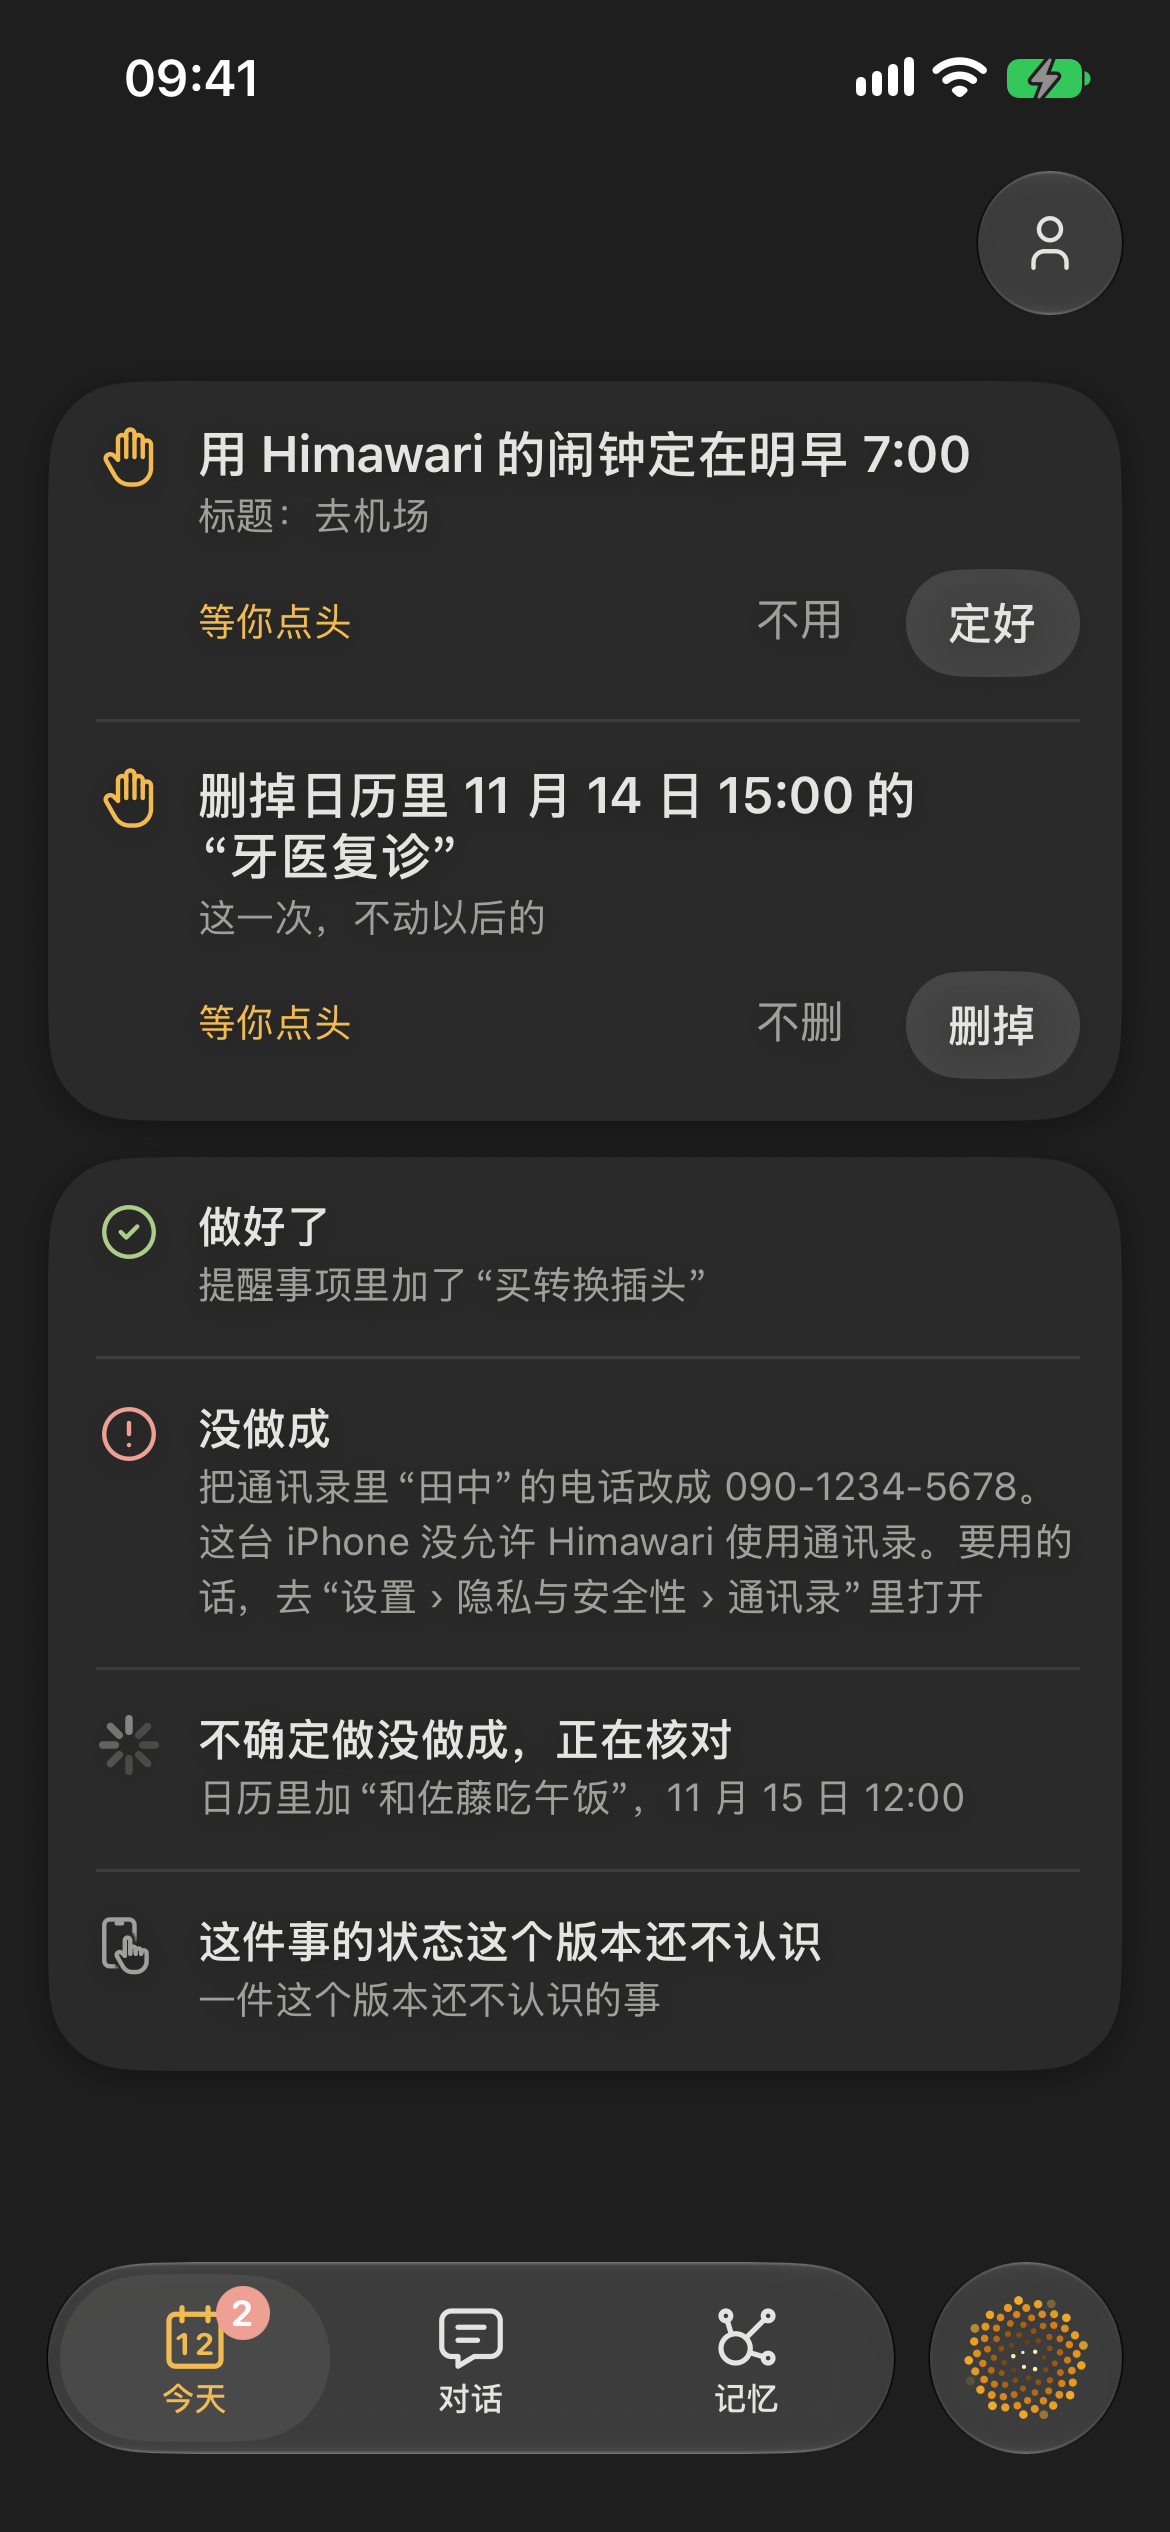 09:41
用 Himawari 的闹钟定在明早 7:00
标题：去机场
等你点头
不用
定好
删掉日历里 11 月 14 日 15:00 的
“牙医复诊”
这一次，不动以后的
等你点头
不删
删掉
做好了
提醒事项里加了“买转换插头”
没做成
把通讯录里“田中”的电话改成 090-1234-5678。
这台 iPhone 没允许 Himawari 使用通讯录。要用的
话，去“设置 › 隐私与安全性 › 通讯录”里打开
不确定做没做成，正在核对
日历里加“和佐藤吃午饭”，11 月 15 日 12:00
这件事的状态这个版本还不认识
一件这个版本还不认识的事
12
2
今天
对话
记忆